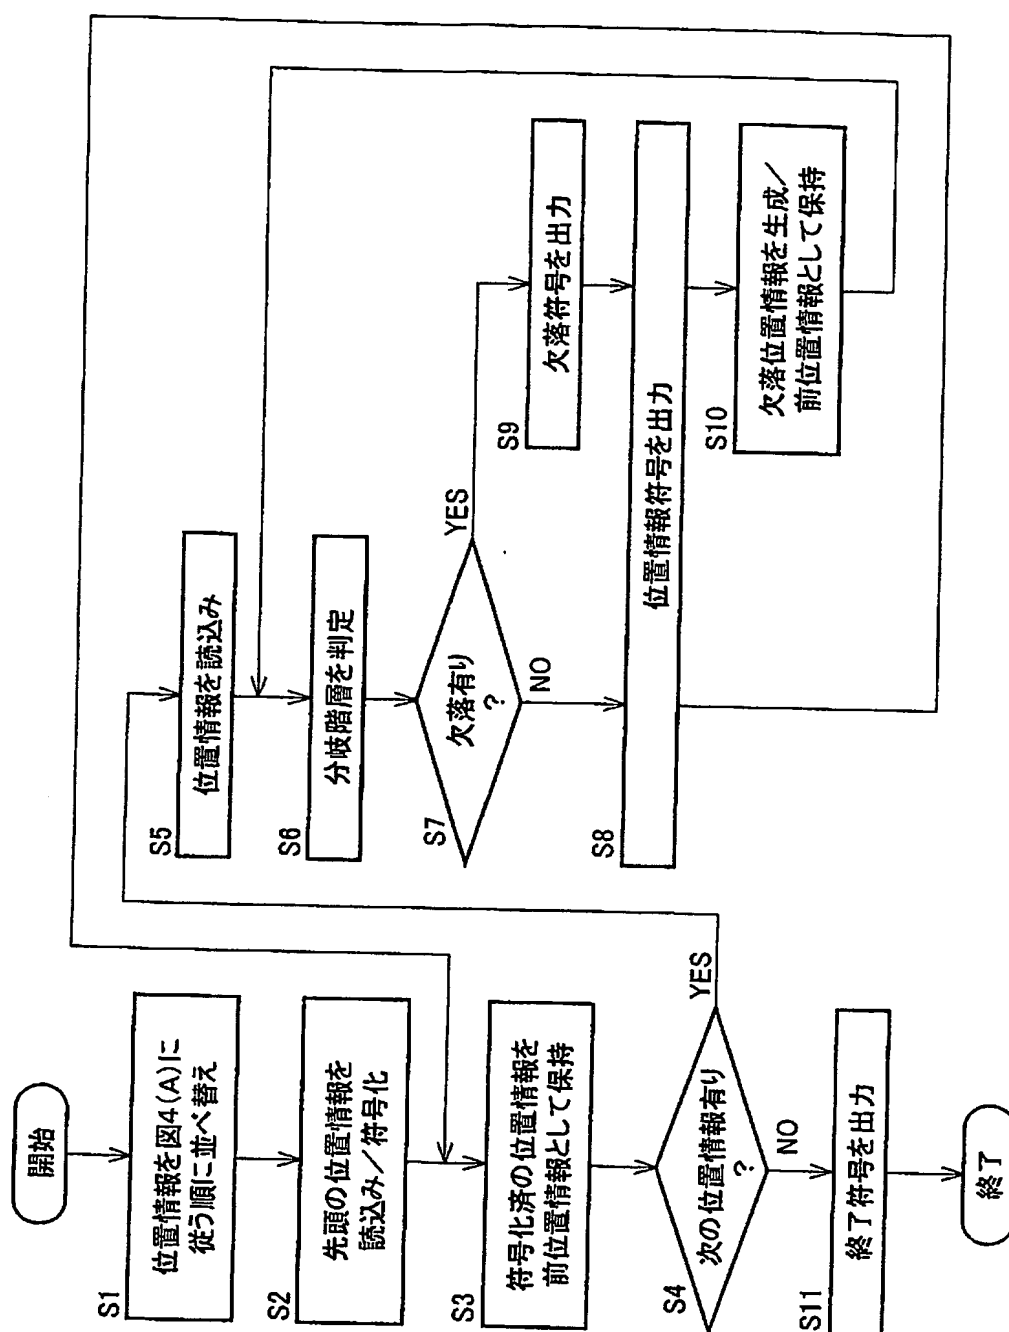 開始
S1
位置情報を図4(A)に
従う順に並べ替え
S2
先頭の位置情報を
読込み/符号化
S3
符号化済の位置情報を
前位置情報として保持
S4
次の位置情報有り
?
YES
NO
S11
終了符号を出力
終了
S5
位置情報を読込み
S6
分岐階層を判定
S7
欠落有り
?
YES
NO
S9
欠落符号を出力
S8
位置情報符号を出力
S10
欠落位置情報を生成/
前位置情報として保持